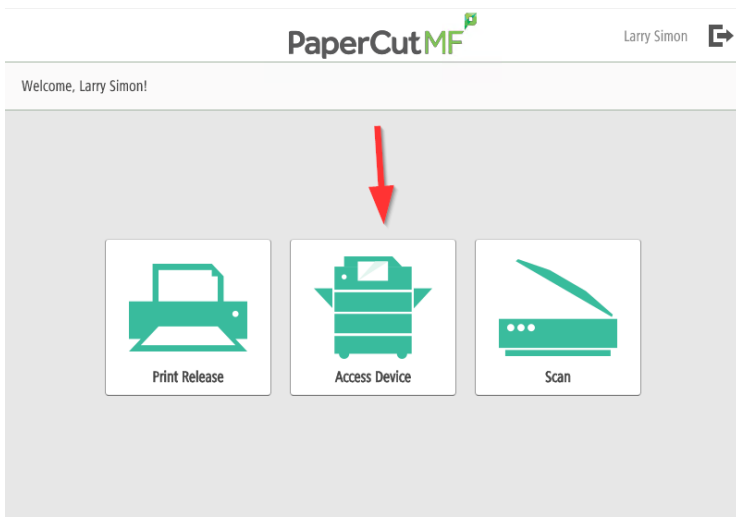 PaperCutMF
Larry Simon
Welcome, Larry Simon!
Print Release
Access Device
Scan